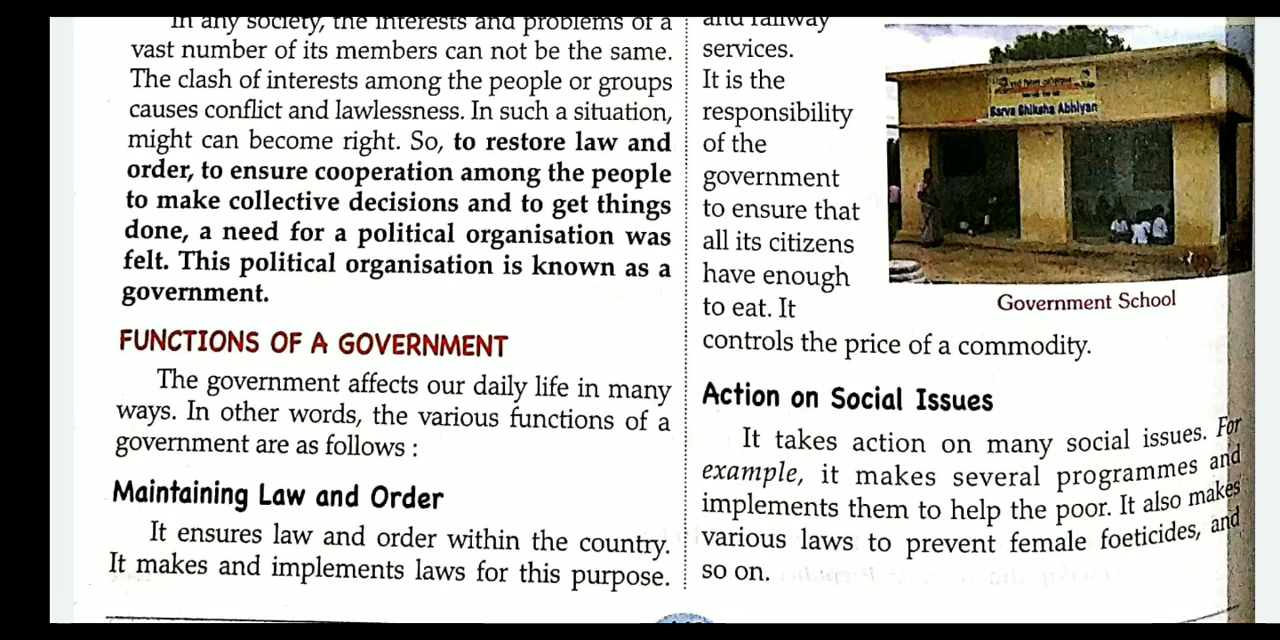 In any society, the interests and problems of a
vast number of its members can not be the same.
The clash of interests among the people or groups
causes conflict and lawlessness. In such a situation,
might can become right. So, to restore law and
order, to ensure cooperation among the people
to make collective decisions and to get things
done, a need for a political organisation was
felt. This political organisation is known as a
government.
FUNCTIONS OF A GOVERNMENT
The government affects our daily life in many
ways. In other words, the various functions of a
government are as follows :
Maintaining Law and Order
It ensures law and order within the country.
It makes and implements laws for this purpose.
and railway
services.
It is the
responsibility
of the
government
to ensure that
all its citizens
have enough
to eat. It
controls the price of a commodity.
Sarva Shiksha Abhiyan
Government School
Action on Social Issues
It takes action on many social issues. For
example, it makes several programmes and
implements them to help the poor. It also makes
various laws to prevent female foeticides, and
so on.